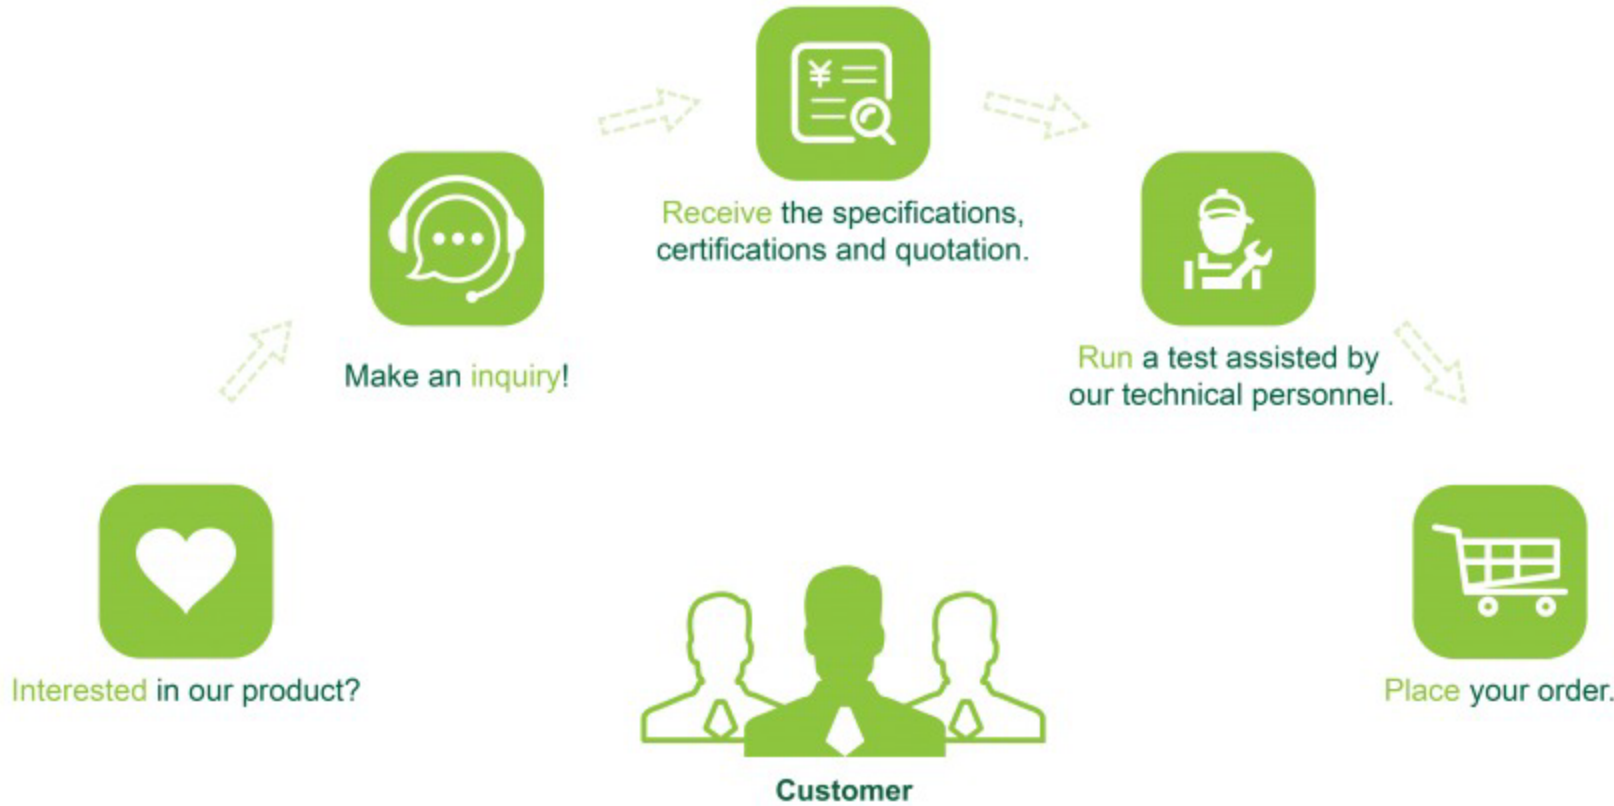 Interested in our product?
Make an inquiry!
¥
Receive the specifications,
certifications and quotation.
Run a test assisted by
our technical personnel.
Place your order.
Customer